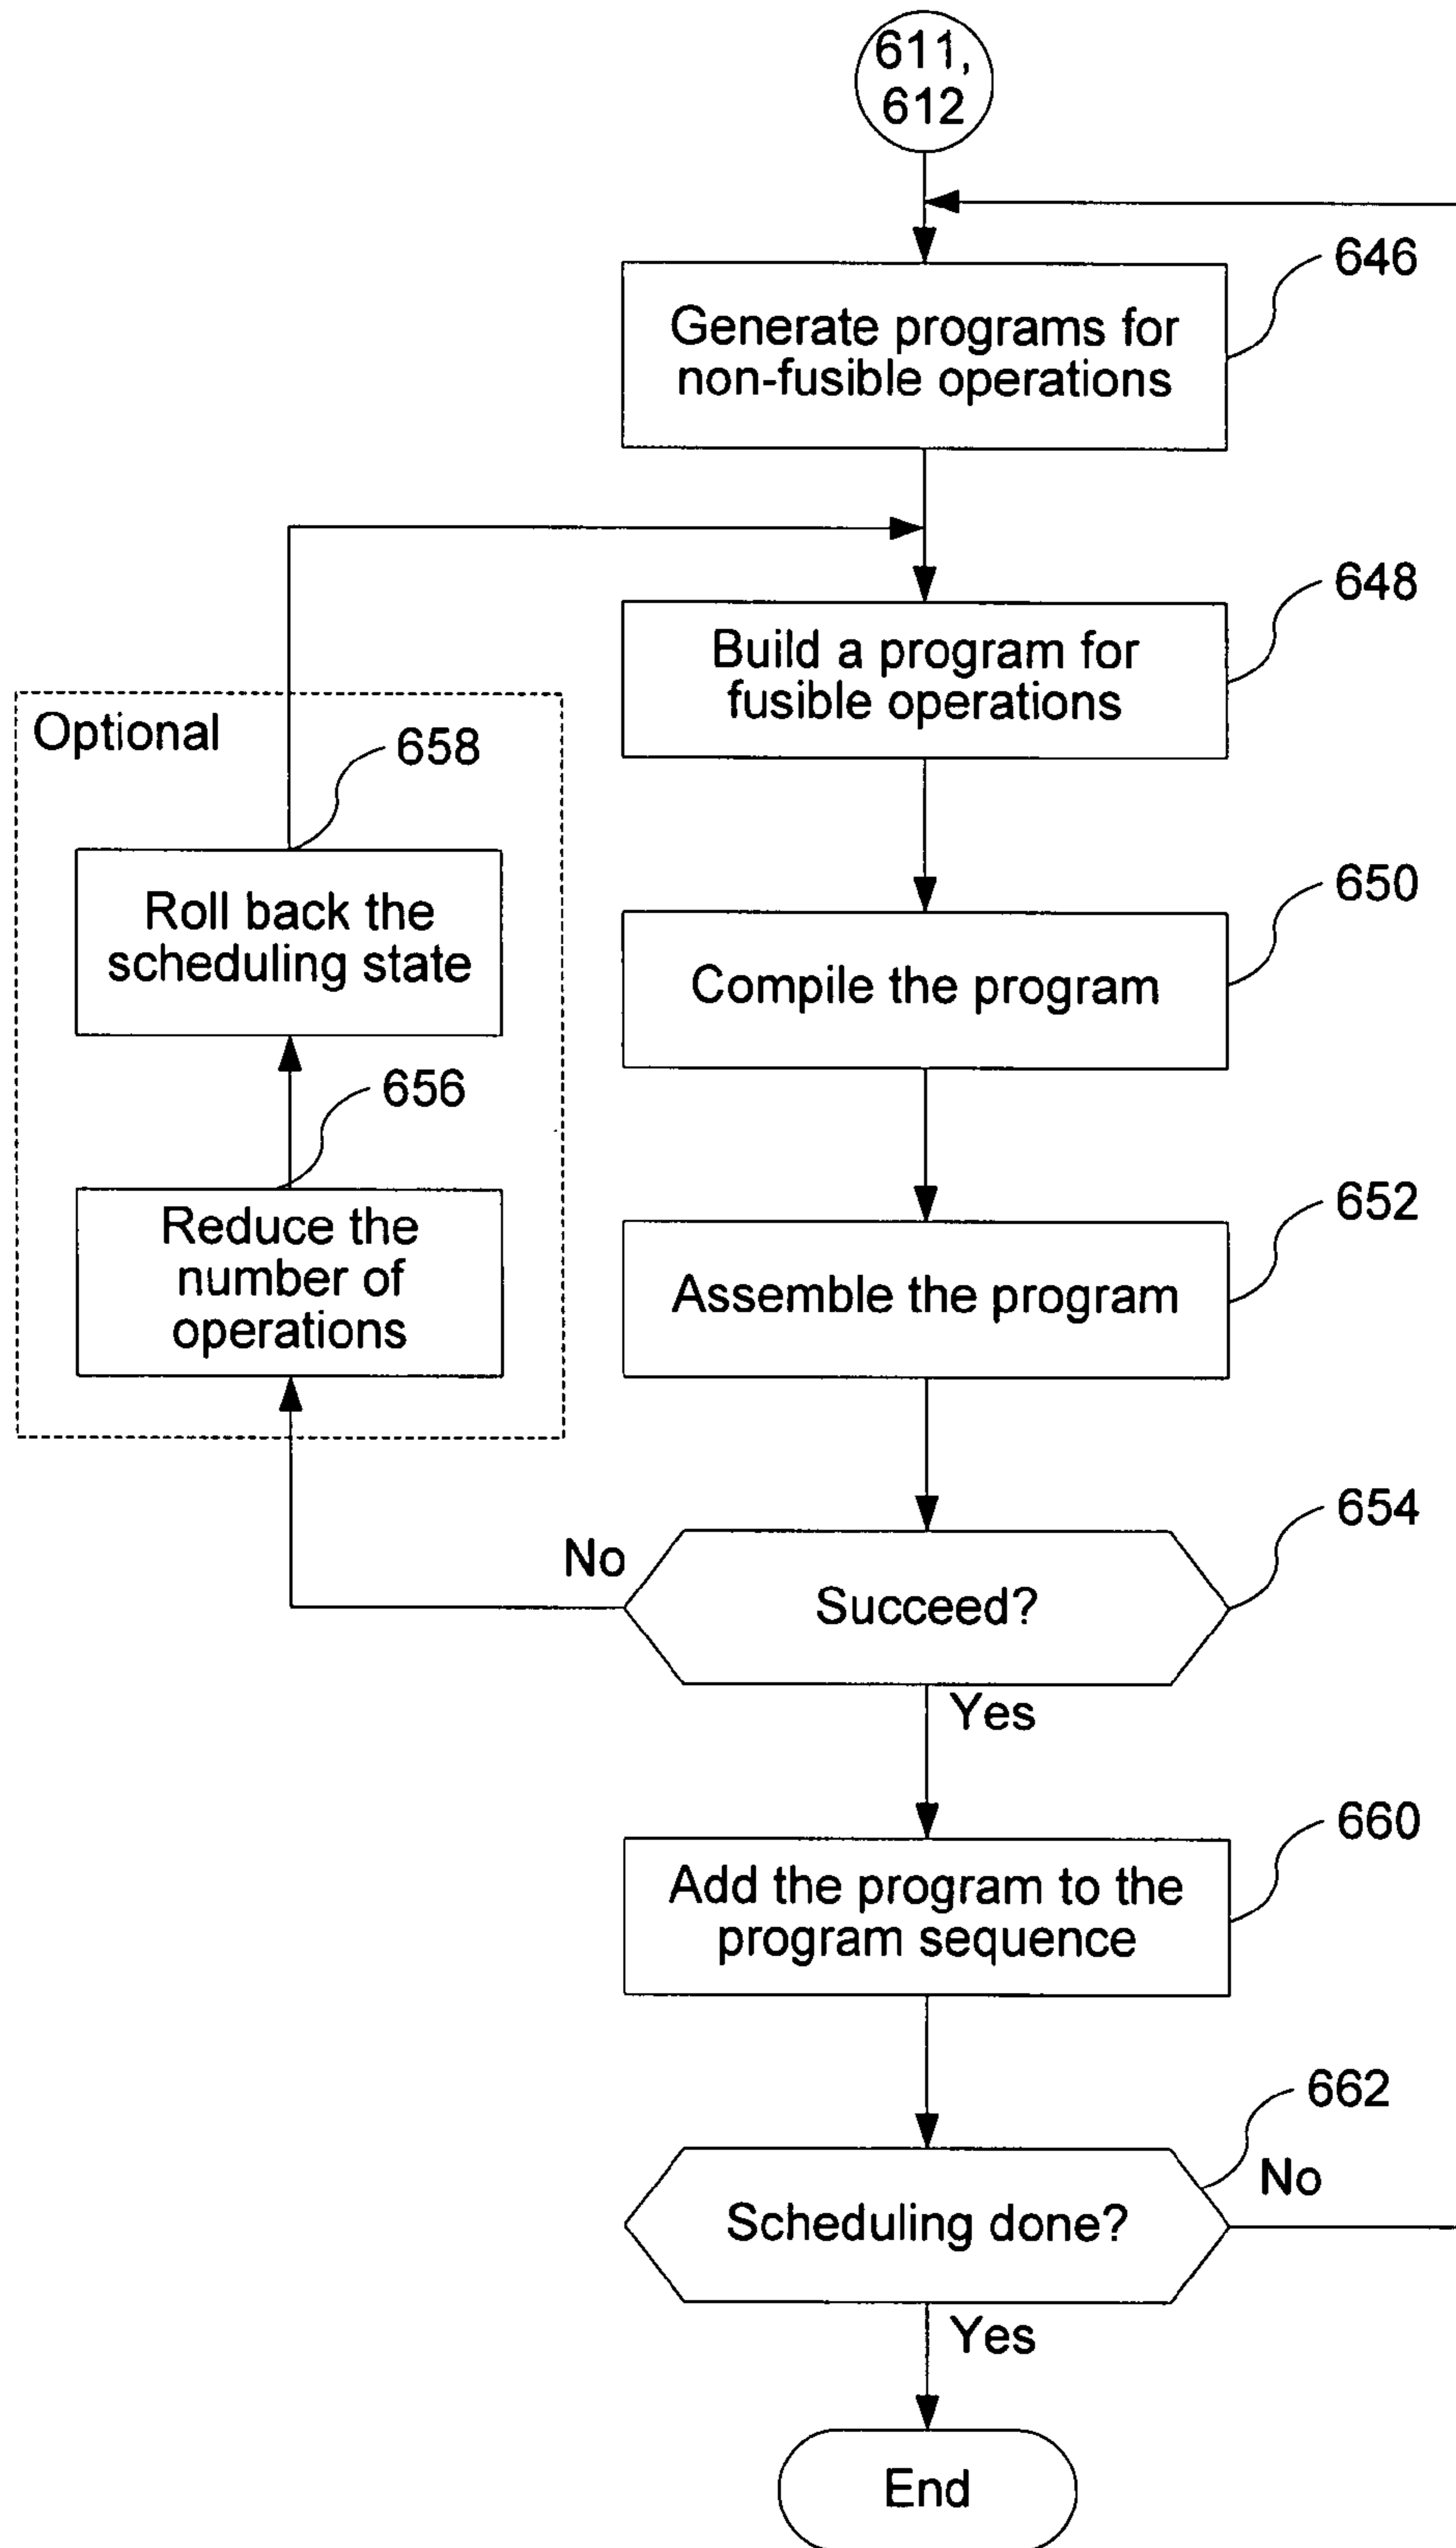 611,
612
646
Generate programs for
non-fusible operations
648
Build a program for
fusible operations
Optional
658
650
Roll back the
scheduling state
Compile the program
656
652
Reduce the
number of
operations
Assemble the program
654
No
Succeed?
Yes
660
Add the program to the
program sequence
662
No
Scheduling done?
Yes
End